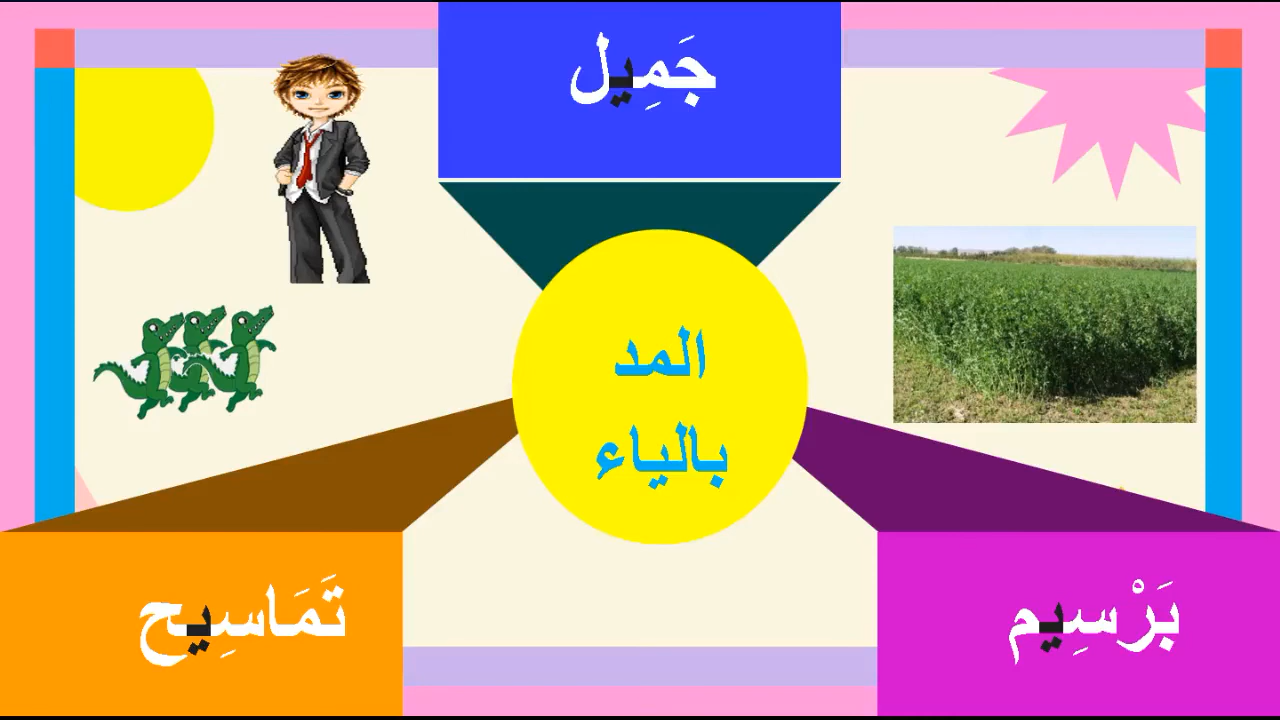 جَمِيل
المد
بالياء
بَرْسِيم
تَمَاسِيح